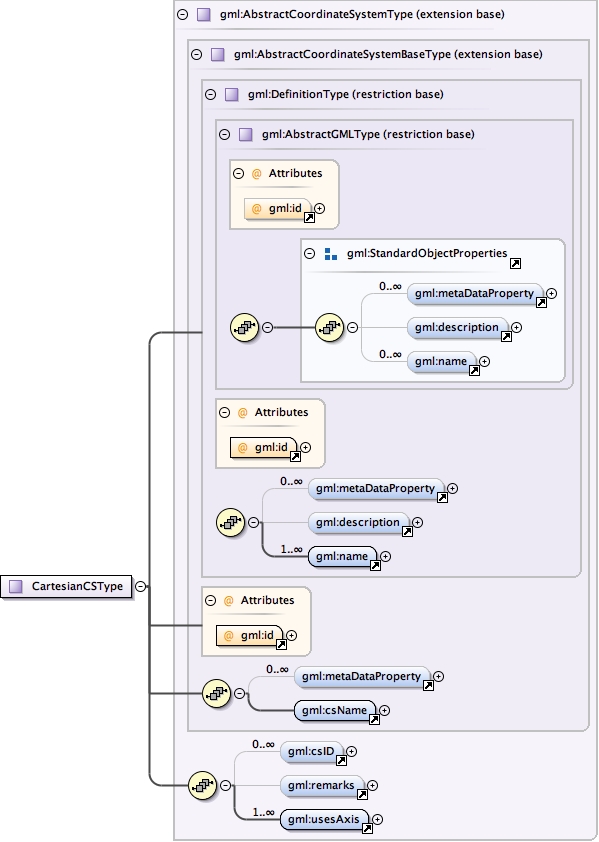 gml:AbstractCoordinateSystemType (extension base)
gml:AbstractCoordinateSystemBaseType (extension base)
gml:DefinitionType (restriction base)
gml:AbstractGMLType (restriction base)
@ Attributes
@ gml:id
gml:StandardObjectProperties
0..∞
gml:metaDataProperty
gml:description
0..∞
gml:name
@ Attributes
@ gml:id
0..∞
gml:metaDataProperty
gml:description
1..∞
gml:name
CartesianCSType
@ Attributes
@ gml:id
0..∞
gml:metaDataProperty
gml:csName
0..∞
gml:csID
gml:remarks
1..∞
gml:usesAxis